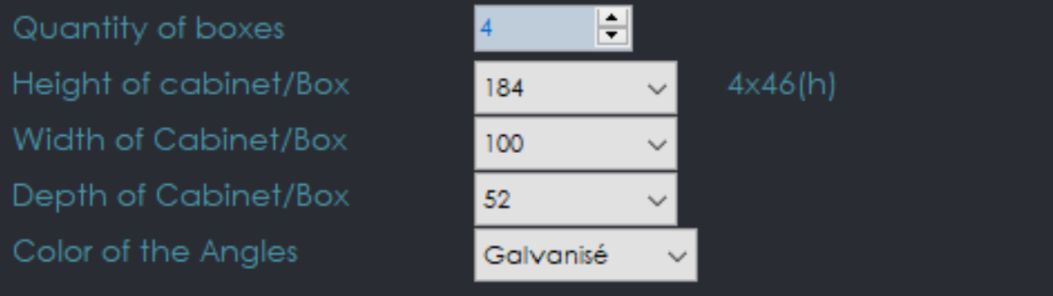 Quantity of boxes 4
Height of cabinet/Box 184 4x46(h)
Width of Cabinet/Box 100
Depth of Cabinet/Box 52
Color of the Angles Galvanisé